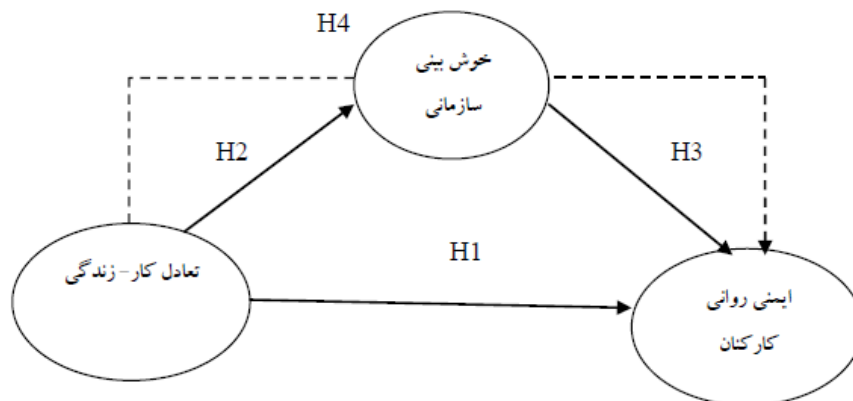 H4
خوش بینی
سازمانی
H2
H3
تعادل کار– زندگی
H1
ایمنی روانی
کارکنان